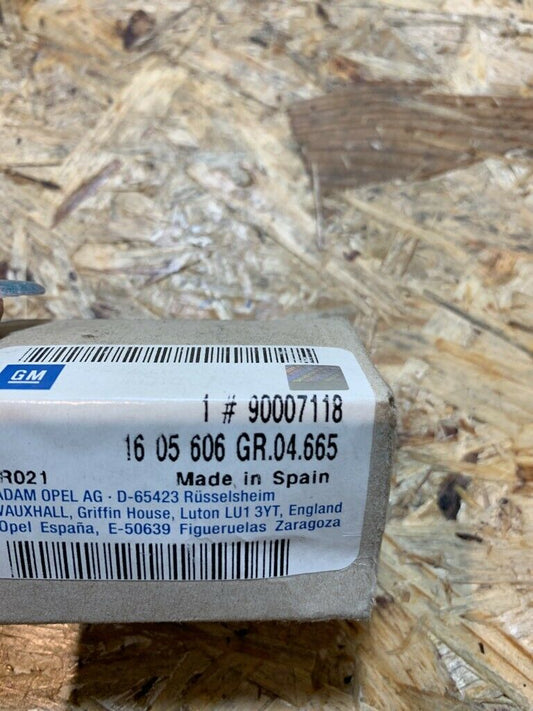 GM
1 # 90007118
16 05 606 GR.04.665
R021 Made in Spain
ADAM OPEL AG · D-65423 Rüsselsheim
VAUXHALL, Griffin House, Luton LU1 3YT, England
Opel España, E-50639 Figueruelas Zaragoza